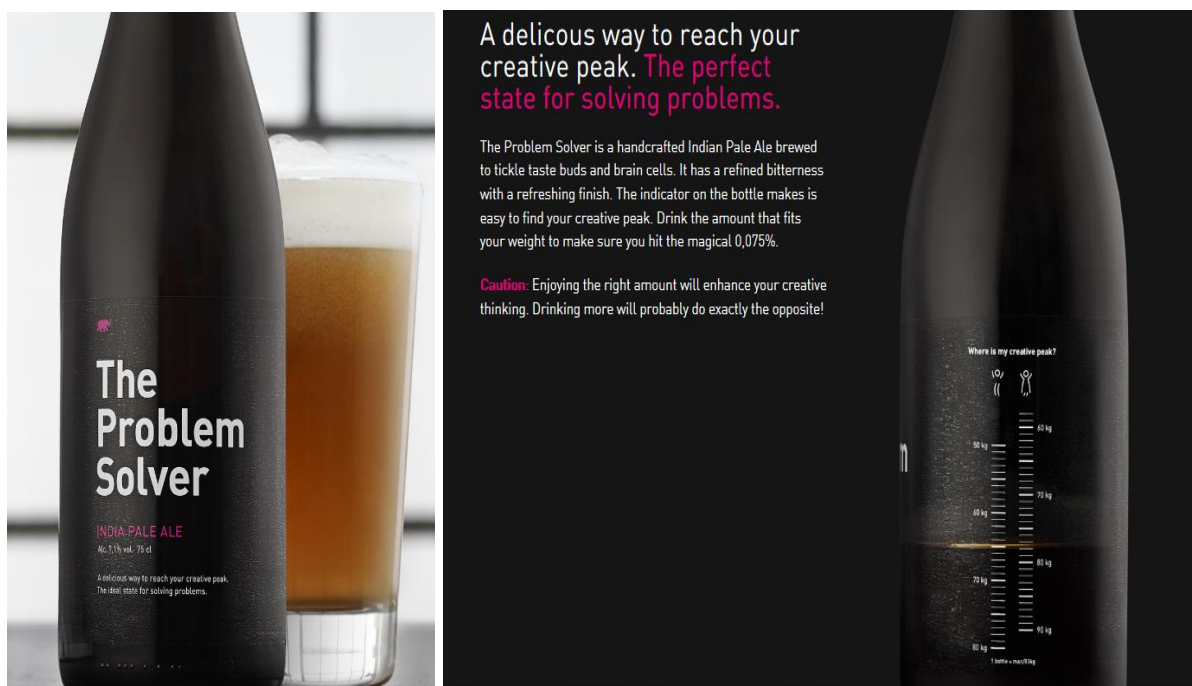 The
Problem
Solver
INDIA PALE ALE
Alc. 7,1% vol. 75 cl
A delicious way to reach your creative peak.
The ideal state for solving problems.
A delicous way to reach your
creative peak. The perfect
state for solving problems.
The Problem Solver is a handcrafted Indian Pale Ale brewed
to tickle taste buds and brain cells. It has a refined bitterness
with a refreshing finish. The indicator on the bottle makes is
easy to find your creative peak. Drink the amount that fits
your weight to make sure you hit the magical 0,075%.
Caution: Enjoying the right amount will enhance your creative
thinking. Drinking more will probably do exactly the opposite!
m
Where is my creative peak?
60 kg
50 kg
70 kg
60 kg
80 kg
70 kg
90 kg
80 kg
1 bottle =